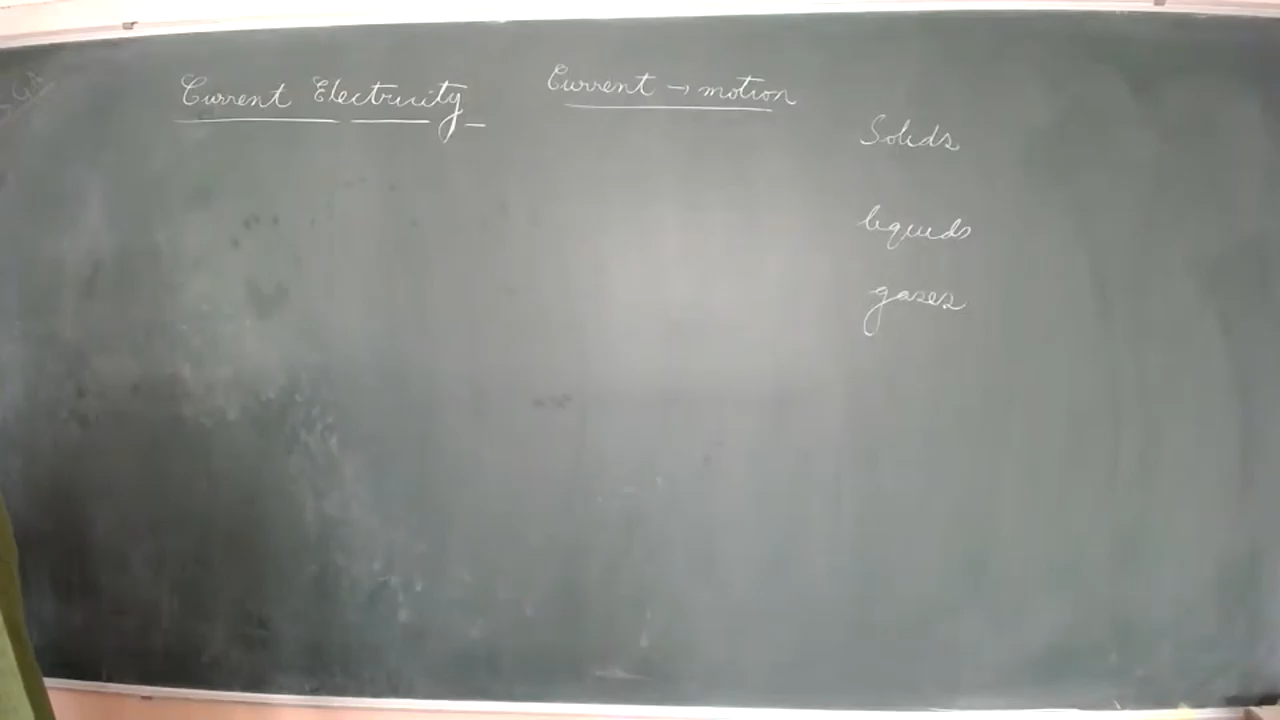 Current Electricity
Current → motion
Solids
liquids
gases